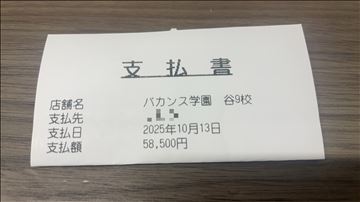 支払書
店舗名 バカンス学園 谷9校
支払先
支払日 2025年10月13日
支払額 58,500円